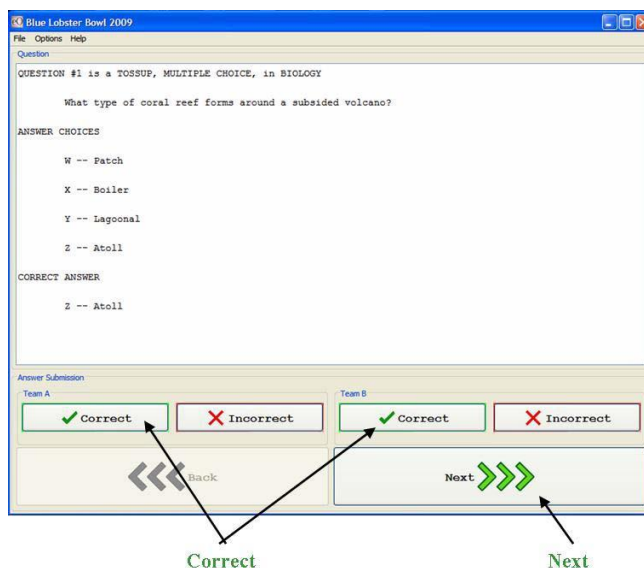 Blue Lobster Bowl 2009
File Options Help
Question
QUESTION #1 is a TOSSUP, MULTIPLE CHOICE, in BIOLOGY
What type of coral reef forms around a subsided volcano?
ANSWER CHOICES
W -- Patch
X -- Boiler
Y -- Lagoonal
Z -- Atoll
CORRECT ANSWER
Z -- Atoll
Answer Submission
Team A Team B
Correct Incorrect Correct Incorrect
Back Next
Correct Next